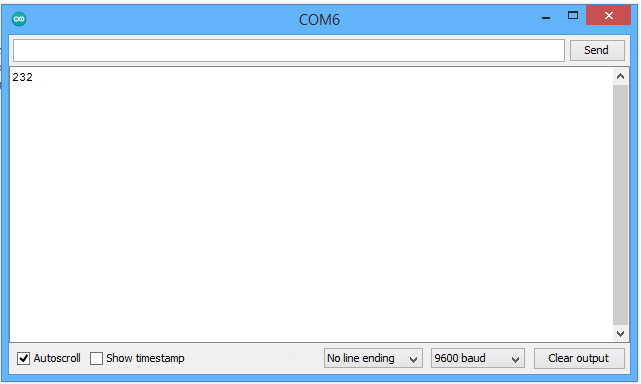 COM6
Send
232
Autoscroll Show timestamp No line ending 9600 baud Clear output